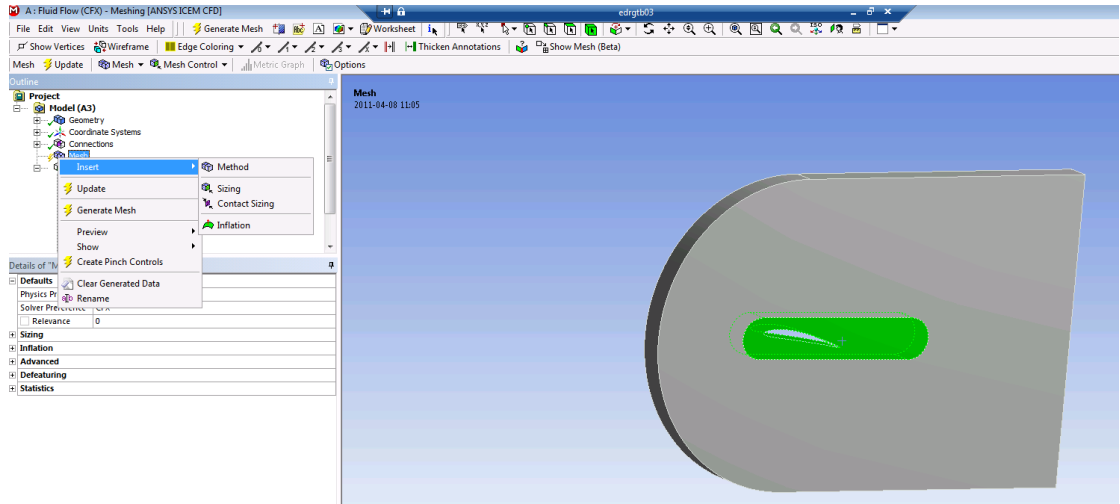 A : Fluid Flow (CFX) - Meshing [ANSYS ICEM CFD]
edrgtb03
File Edit View Units Tools Help Generate Mesh Worksheet
Show Vertices Wireframe Edge Coloring Thicken Annotations Show Mesh (Beta)
Mesh Update Mesh Mesh Control Metric Graph Options
Outline
Project
Model (A3)
Geometry
Coordinate Systems
Connections
Mesh
Insert
Method
Update
Sizing
Contact Sizing
Generate Mesh
Inflation
Preview
Show
Create Pinch Controls
Clear Generated Data
Rename
Details of "M
Defaults
Physics Pr
Solver Preference CFX
Relevance 0
Sizing
Inflation
Advanced
Defeaturing
Statistics
Mesh
2011-04-08 11:05